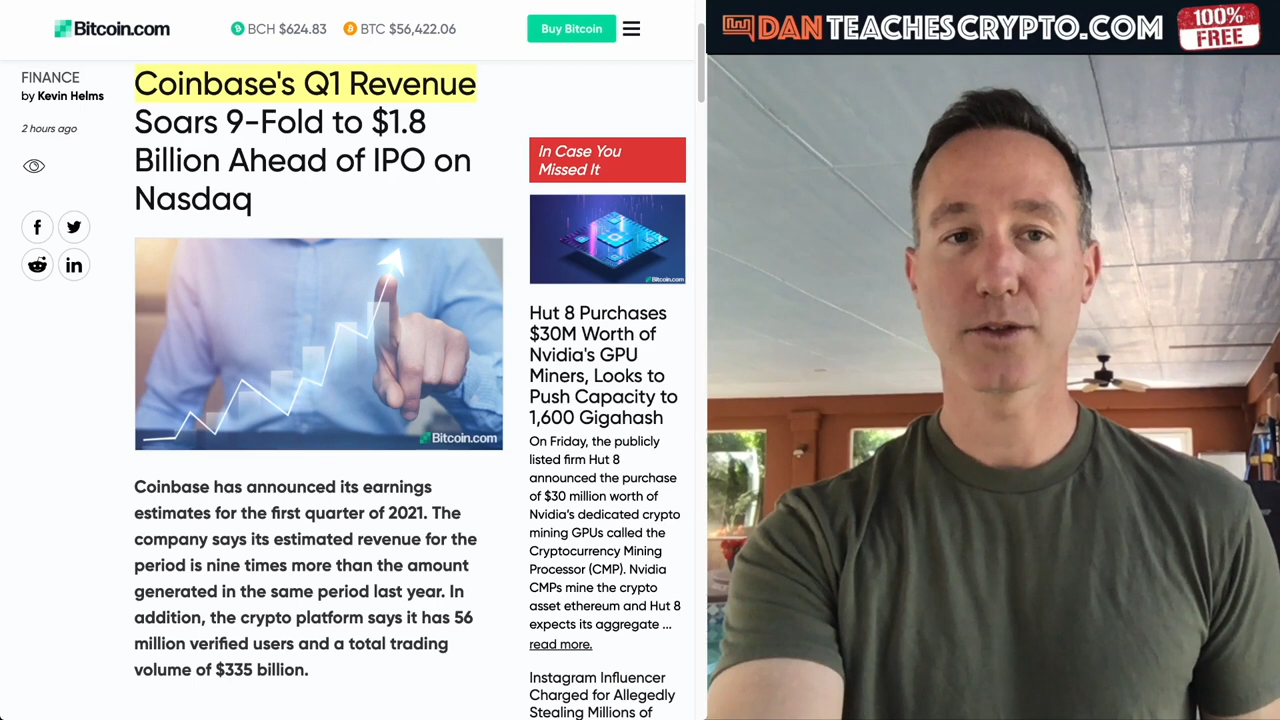 Bitcoin.com
BCH $624.83
BTC $56,422.06
Buy Bitcoin
DANTEACHESCRYPTO.COM
100%
FREE
FINANCE
by Kevin Helms
2 hours ago
Coinbase's Q1 Revenue
Soars 9-Fold to $1.8
Billion Ahead of IPO on
Nasdaq
Bitcoin.com
Coinbase has announced its earnings
estimates for the first quarter of 2021. The
company says its estimated revenue for the
period is nine times more than the amount
generated in the same period last year. In
addition, the crypto platform says it has 56
million verified users and a total trading
volume of $335 billion.
In Case You
Missed It
Bitcoin.com
Hut 8 Purchases
$30M Worth of
Nvidia's GPU
Miners, Looks to
Push Capacity to
1,600 Gigahash
On Friday, the publicly
listed firm Hut 8
announced the purchase
of $30 million worth of
Nvidia's dedicated crypto
mining GPUs called the
Cryptocurrency Mining
Processor (CMP). Nvidia
CMPs mine the crypto
asset ethereum and Hut 8
expects its aggregate ...
read more.
Instagram Influencer
Charged for Allegedly
Stealing Millions of